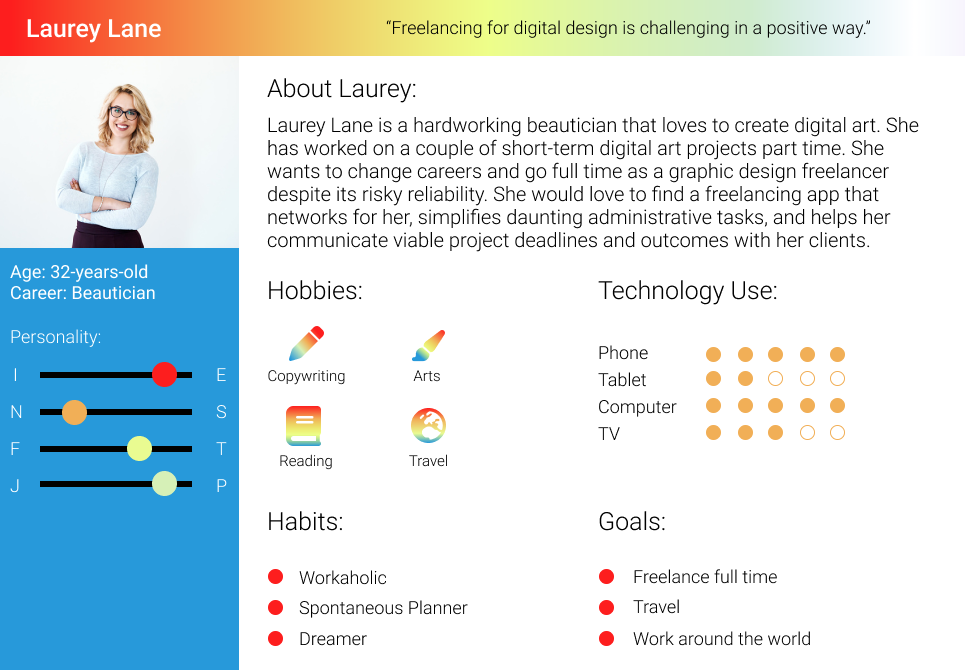 Laurey Lane
“Freelancing for digital design is challenging in a positive way.”
Age: 32-years-old
Career: Beautician
Personality:
I E
N S
F T
J P
About Laurey:
Laurey Lane is a hardworking beautician that loves to create digital art. She
has worked on a couple of short-term digital art projects part time. She
wants to change careers and go full time as a graphic design freelancer
despite its risky reliability. She would love to find a freelancing app that
networks for her, simplifies daunting administrative tasks, and helps her
communicate viable project deadlines and outcomes with her clients.
Hobbies:
Copywriting
Arts
Reading
Travel
Technology Use:
Phone
Tablet
Computer
TV
Habits:
Workaholic
Spontaneous Planner
Dreamer
Goals:
Freelance full time
Travel
Work around the world